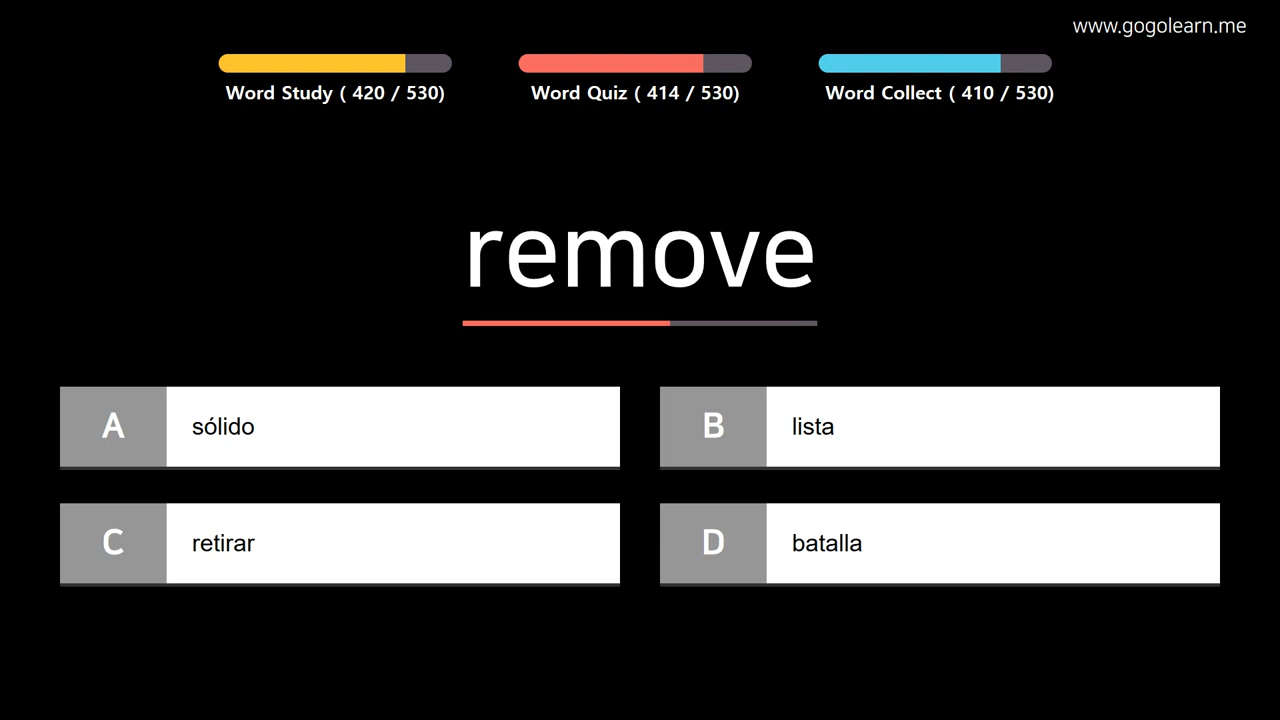 www.gogolearn.me
Word Study ( 420 / 530)
Word Quiz ( 414 / 530)
Word Collect ( 410 / 530)
remove
A sólido
B lista
C retirar
D batalla